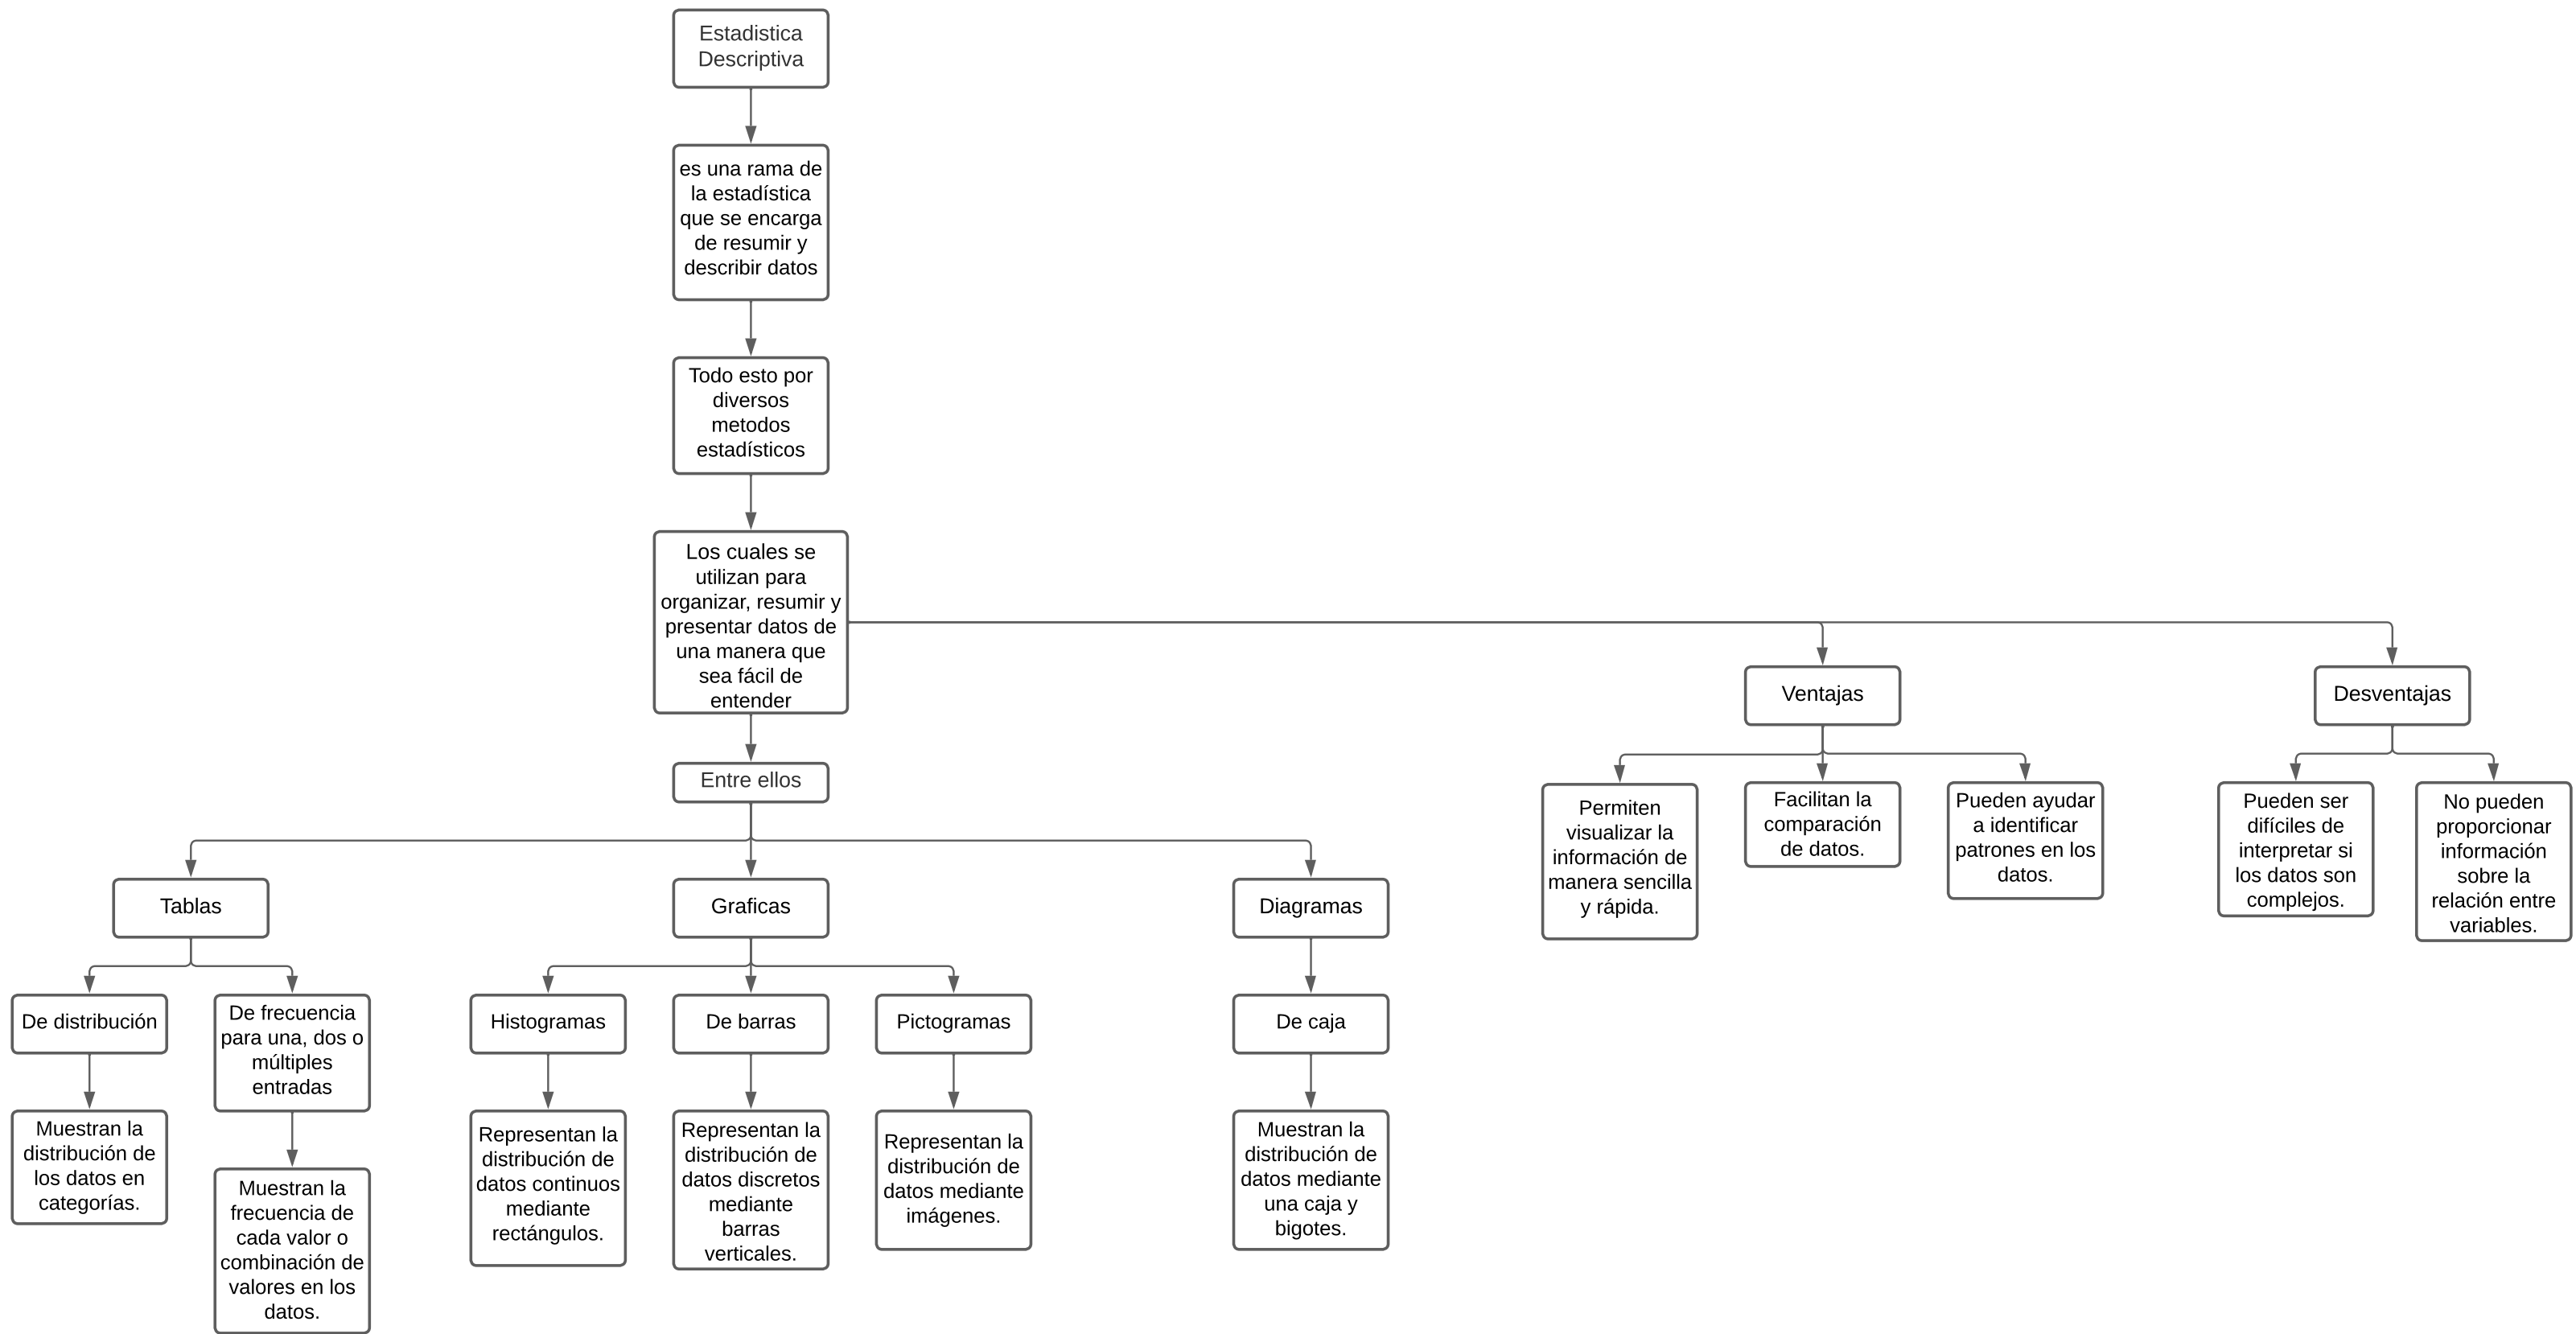 Estadistica
Descriptiva
es una rama de
la estadística
que se encarga
de resumir y
describir datos
Todo esto por
diversos
metodos
estadísticos
Los cuales se
utilizan para
organizar, resumir y
presentar datos de
una manera que
sea fácil de
entender
Entre ellos
Tablas
De distribución
Muestran la
distribución de
los datos en
categorías.
De frecuencia
para una, dos o
múltiples
entradas
Muestran la
frecuencia de
cada valor o
combinación de
valores en los
datos.
Graficas
Histogramas
Representan la
distribución de
datos continuos
mediante
rectángulos.
De barras
Representan la
distribución de
datos discretos
mediante
barras
verticales.
Pictogramas
Representan la
distribución de
datos mediante
imágenes.
Diagramas
De caja
Muestran la
distribución de
datos mediante
una caja y
bigotes.
Ventajas
Permiten
visualizar la
información de
manera sencilla
y rápida.
Facilitan la
comparación
de datos.
Pueden ayudar
a identificar
patrones en los
datos.
Desventajas
Pueden ser
difíciles de
interpretar si
los datos son
complejos.
No pueden
proporcionar
información
sobre la
relación entre
variables.